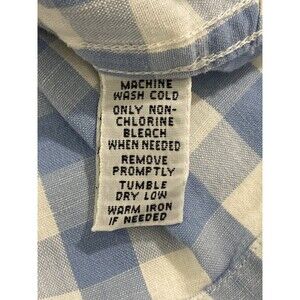 MACHINE
WASH COLD
ONLY NON-
CHLORINE
BLEACH
WHEN NEEDED
REMOVE
PROMPTLY
TUMBLE
DRY LOW
WARM IRON
IF NEEDED